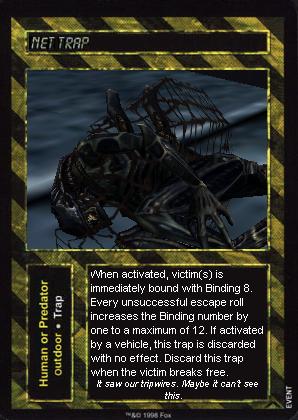 NET TRAP
Human or Predator
outdoor • Trap
When activated, victim(s) is
immediately bound with Binding 8.
Every unsuccessful escape roll
increases the Binding number by
one to a maximum of 12. If activated
by a vehicle, this trap is discarded
with no effect. Discard this trap
when the victim breaks free.
It saw our tripwires. Maybe it can't see
this.
™&© 1998 Fox
EVENT